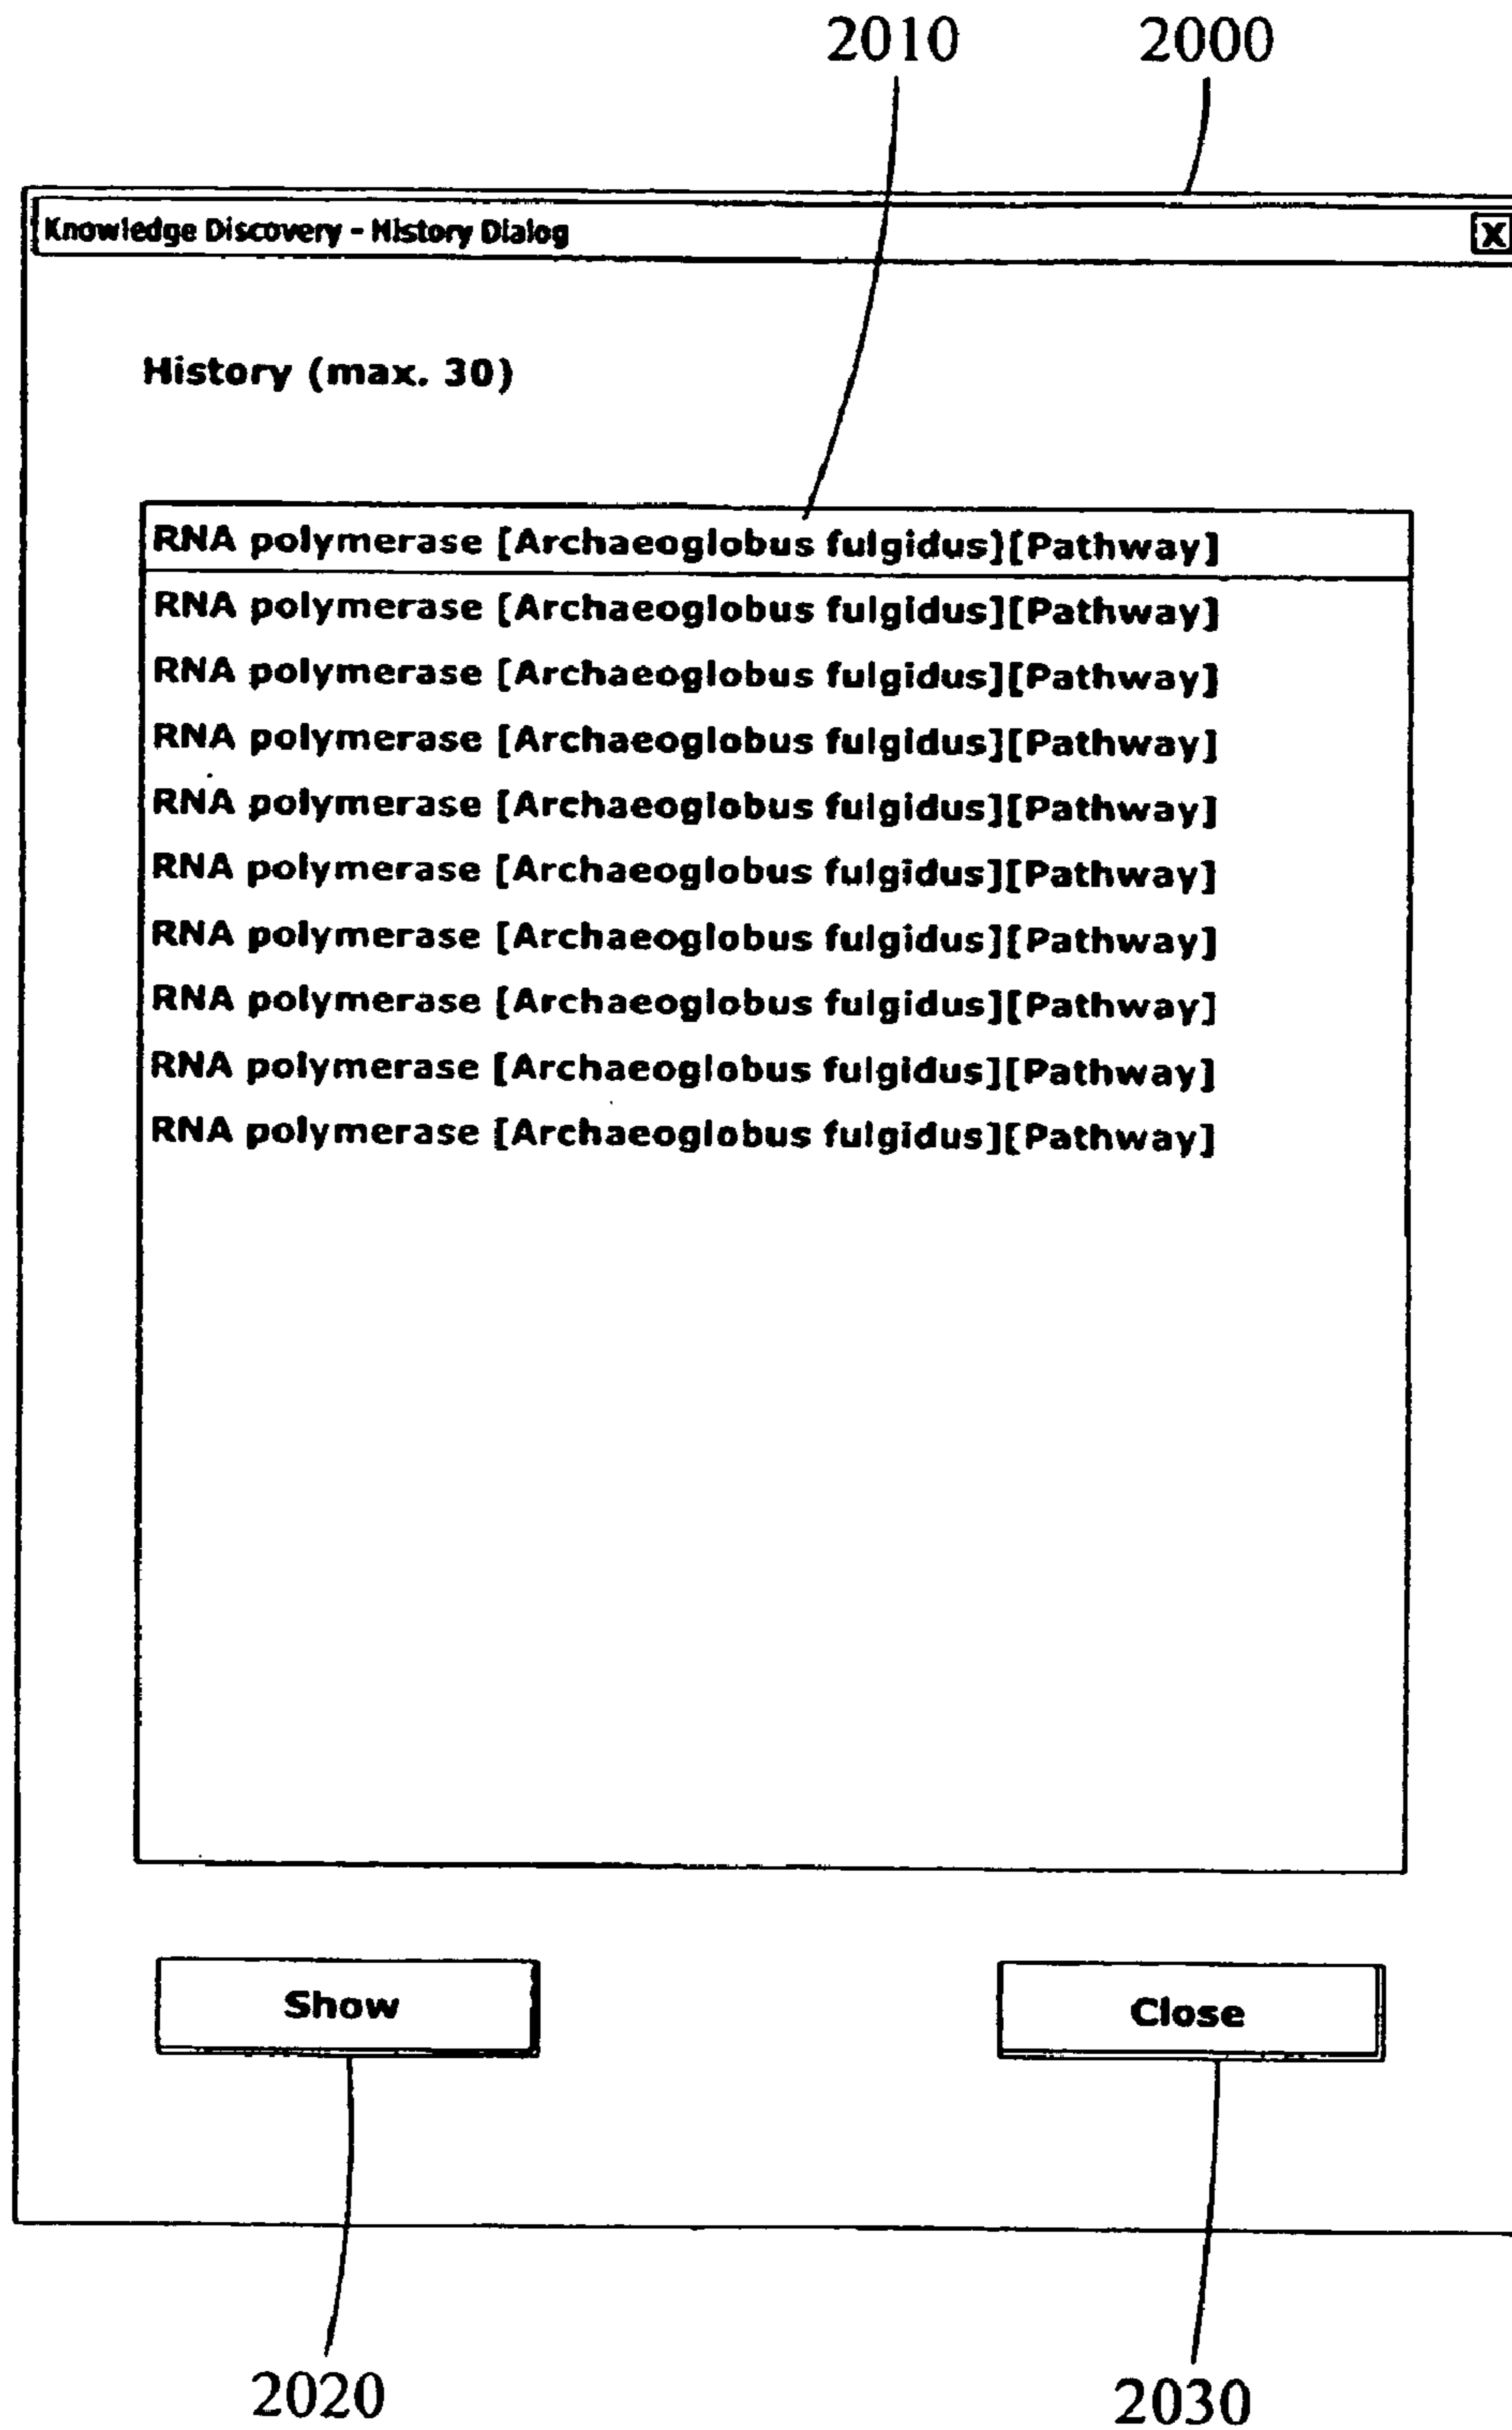 2010 2000
Knowledge Discovery - History Dialog X
History (max. 30)
RNA polymerase [Archaeoglobus fulgidus)[Pathway]
RNA polymerase [Archaeoglobus fulgidus][Pathway]
RNA polymerase [Archaeoglobus fulgidus][Pathway]
RNA polymerase [Archaeoglobus fulgidus][Pathway]
RNA polymerase [Archaeoglobus fulgidus][Pathway]
RNA polymerase [Archaeoglobus fulgidus][Pathway]
RNA polymerase [Archaeoglobus fulgidus][Pathway]
RNA polymerase [Archaeoglobus fulgidus][Pathway]
RNA polymerase [Archaeoglobus fulgidus][Pathway]
RNA polymerase [Archaeoglobus fulgidus][Pathway]
Show Close
2020 2030